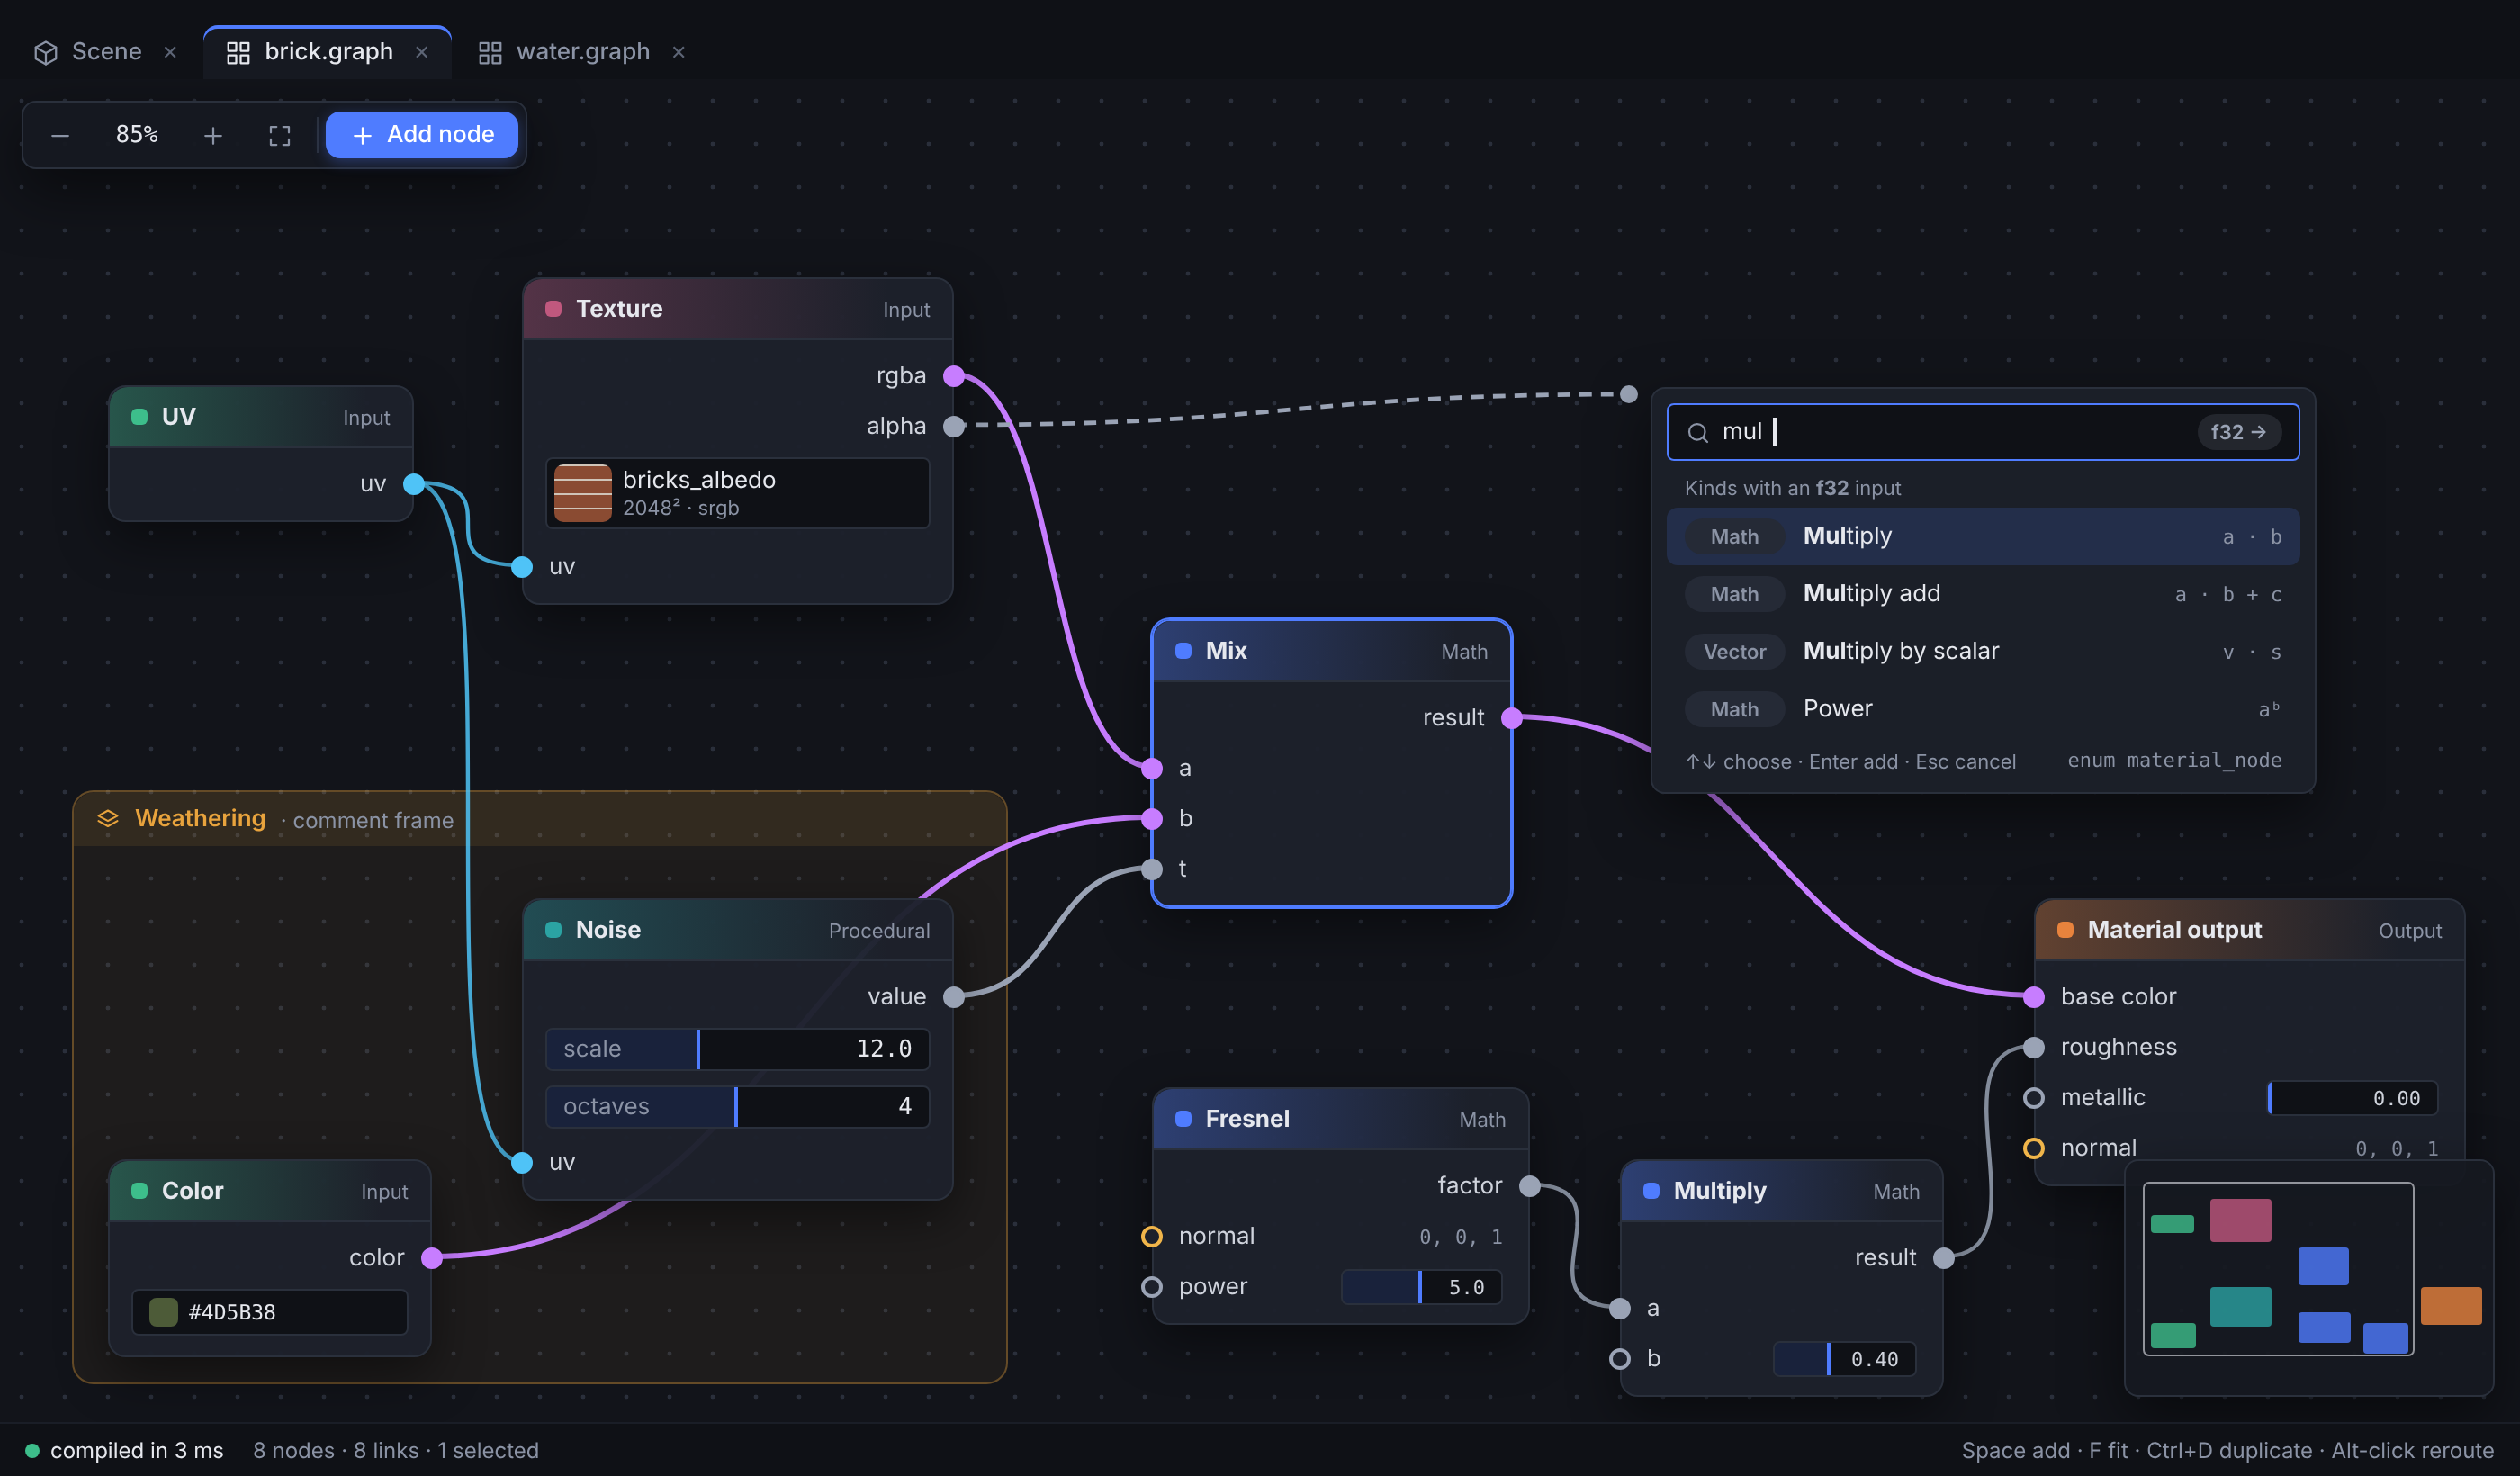 Scene ×
brick.graph ×
water.graph ×
− 85% +
+ Add node
Texture Input
rgba
alpha
bricks_albedo
2048² · srgb
uv
UV Input
uv
mul f32 →
Kinds with an f32 input
Math Multiply a · b
Math Multiply add a · b + c
Vector Multiply by scalar v · s
Math Power aᵇ
↑↓ choose · Enter add · Esc cancel enum material_node
Mix Math
result
a
b
t
Weathering · comment frame
Noise Procedural
value
scale 12.0
octaves 4
uv
Color Input
color
#4D5B38
Fresnel Math
factor
normal 0, 0, 1
power 5.0
Multiply Math
result
a
b 0.40
Material output Output
base color
roughness
metallic 0.00
normal 0, 0, 1
compiled in 3 ms 8 nodes · 8 links · 1 selected
Space add · F fit · Ctrl+D duplicate · Alt-click reroute